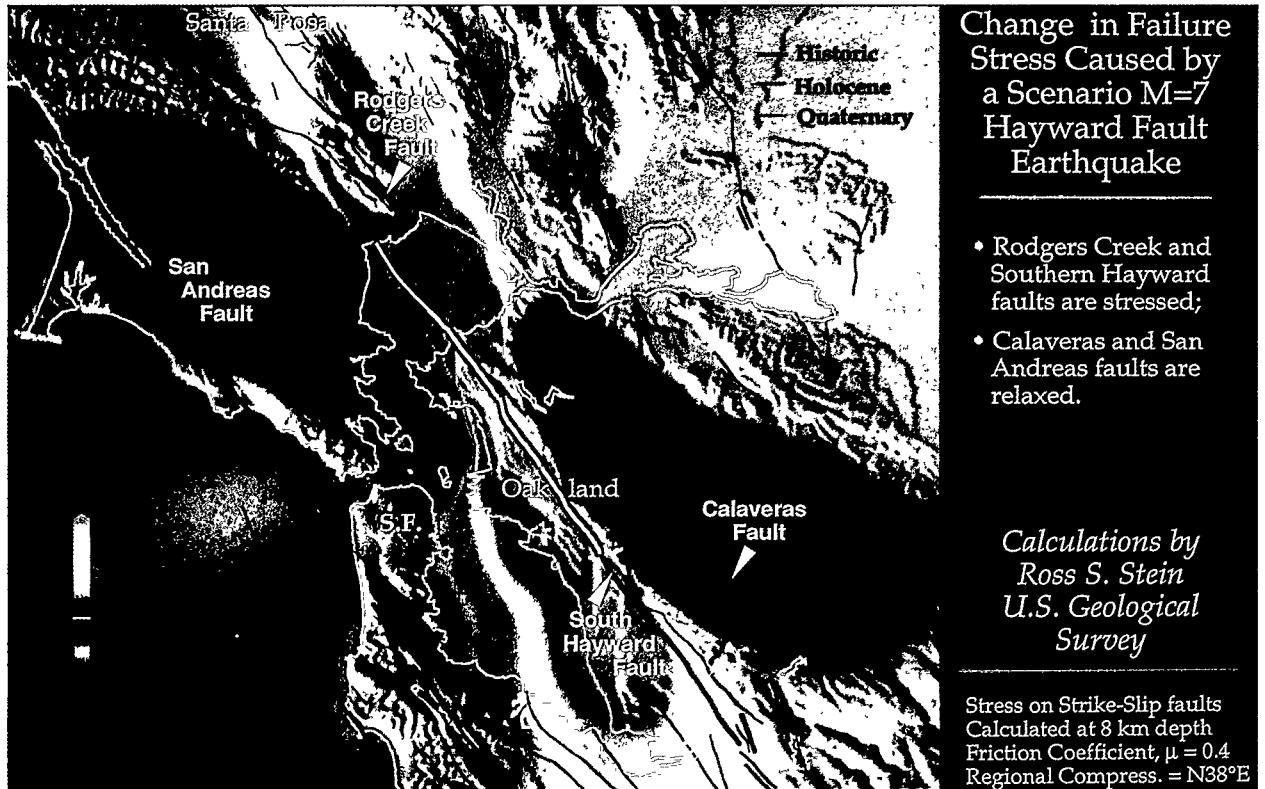 Santa Rosa
Rodgers
Creek
Fault
Historic
Holocene
Quaternary
San
Andreas
Fault
Oak land
S.F.
Calaveras
Fault
South
Hayward
Fault
Change in Failure
Stress Caused by
a Scenario M=7
Hayward Fault
Earthquake
• Rodgers Creek and
Southern Hayward
faults are stressed;
• Calaveras and San
Andreas faults are
relaxed.
Calculations by
Ross S. Stein
U.S. Geological
Survey
Stress on Strike-Slip faults
Calculated at 8 km depth
Friction Coefficient, μ = 0.4
Regional Compress. = N38°E